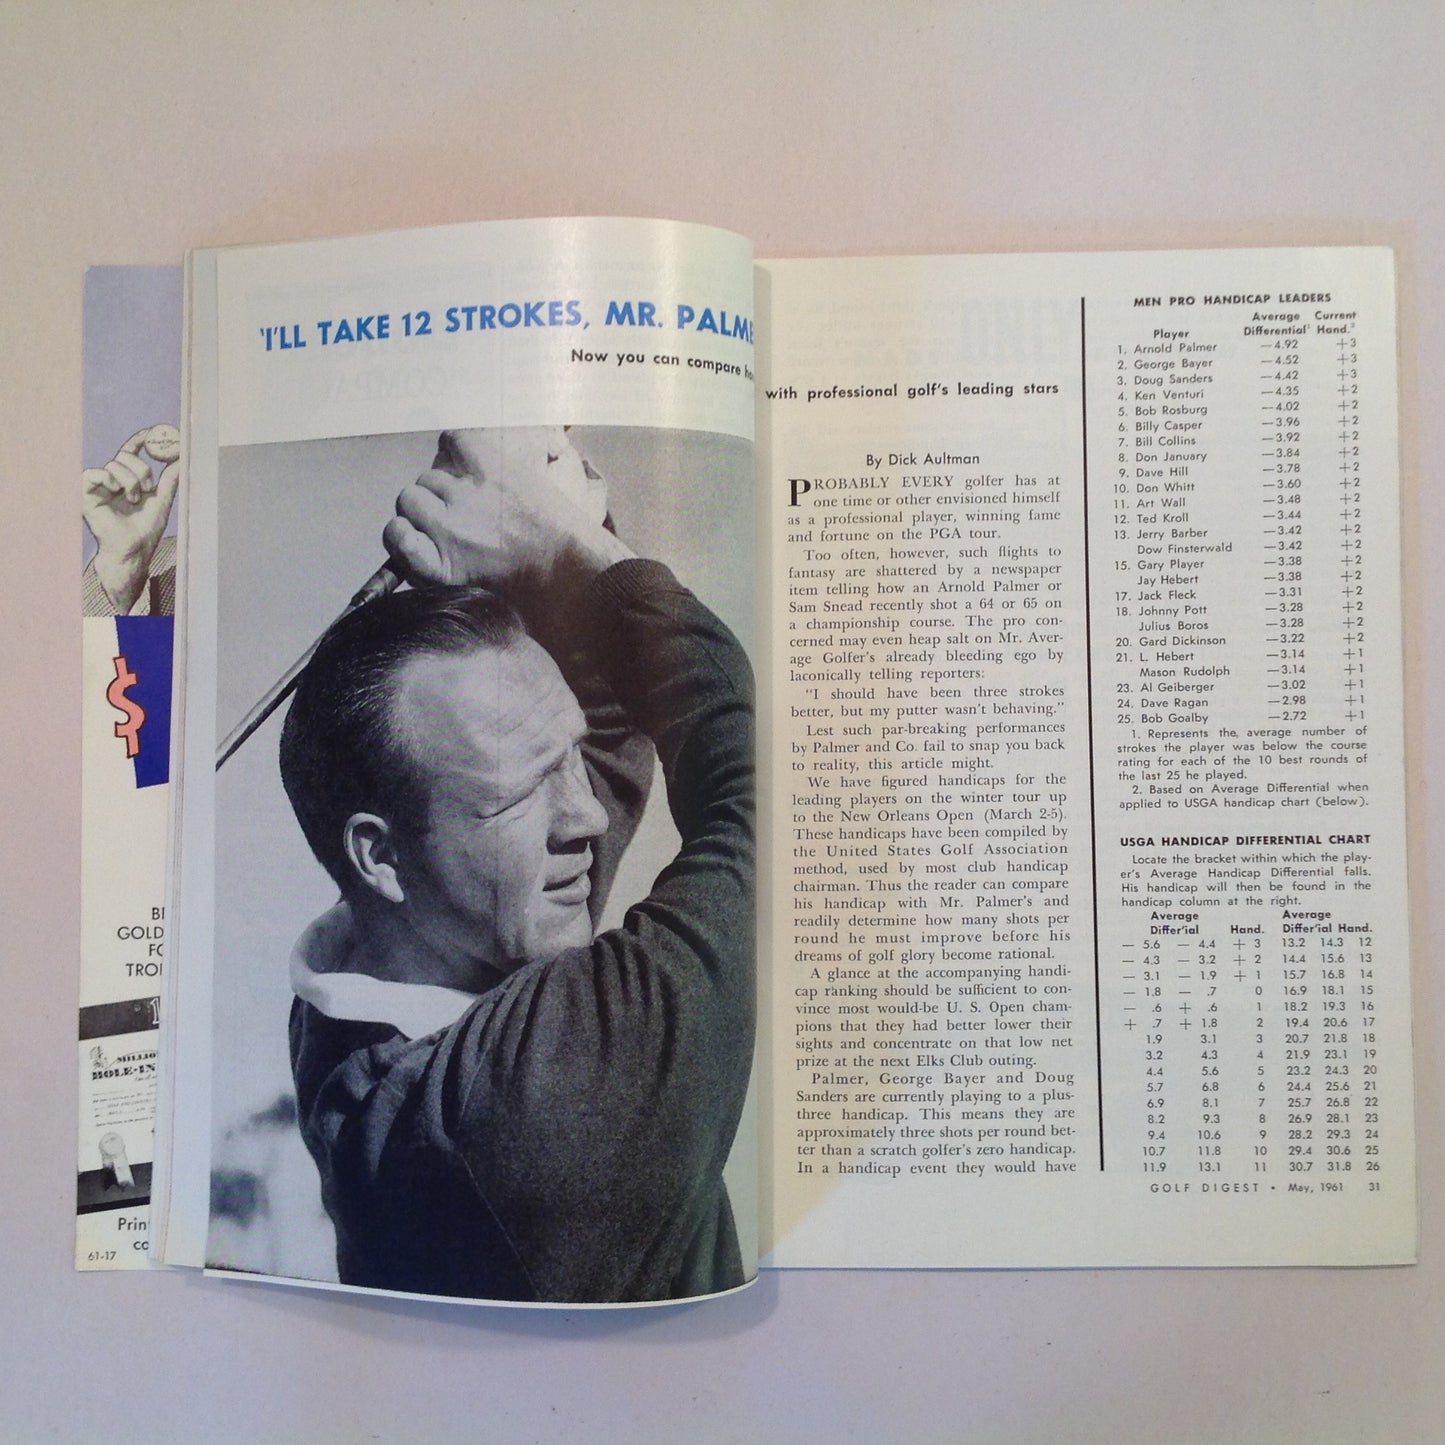 'I'LL TAKE 12 STROKES, MR. PALME
Now you can compare
with professional golf's leading stars
By Dick Aultman
PROBABLY EVERY golfer has at
one time or other envisioned himself
as a professional player, winning fame
and fortune on the PGA tour.
Too often, however, such flights to
fantasy are shattered by a newspaper
item telling how an Arnold Palmer or
Sam Snead recently shot a 64 or 65 on
a championship course. The pro con-
cerned may even heap salt on Mr. Aver-
age Golfer's already bleeding ego by
laconically telling reporters:
"I should have been three strokes
better, but my putter wasn't behaving."
Lest such par-breaking performances
by Palmer and Co. fail to snap you back
to reality, this article might.
We have figured handicaps for the
leading players on the winter tour up
to the New Orleans Open (March 2-5).
These handicaps have been compiled by
the United States Golf Association
method, used by most club handicap
chairman. Thus the reader can compare
his handicap with Mr. Palmer's and
readily determine how many shots per
round he must improve before his
dreams of golf glory become rational.
A glance at the accompanying handi-
cap ranking should be sufficient to con-
vince most would-be U. S. Open cham-
pions that they had better lower their
sights and concentrate on that low net
prize at the next Elks Club outing.
Palmer, George Bayer and Doug
Sanders are currently playing to a plus-
three handicap. This means they are
approximately three shots per round bet-
ter than a scratch golfer's zero handicap.
In a handicap event they would have
MEN PRO HANDICAP LEADERS
Average Current
Player Differential¹ Hand.²
1. Arnold Palmer —4.92 +3
2. George Bayer —4.52 +3
3. Doug Sanders —4.42 +3
4. Ken Venturi —4.35 +2
5. Bob Rosburg —4.02 +2
6. Billy Casper —3.96 +2
7. Bill Collins —3.92 +2
8. Don January —3.84 +2
9. Dave Hill —3.78 +2
10. Don Whitt —3.60 +2
11. Art Wall —3.48 +2
12. Ted Kroll —3.44 +2
13. Jerry Barber —3.42 +2
Dow Finsterwald —3.42 +2
15. Gary Player —3.38 +2
Jay Hebert —3.38 +2
17. Jack Fleck —3.31 +2
18. Johnny Pott —3.28 +2
Julius Boros —3.28 +2
20. Gard Dickinson —3.22 +2
21. L. Hebert —3.14 +1
Mason Rudolph —3.14 +1
23. Al Geiberger —3.02 +1
24. Dave Ragan —2.98 +1
25. Bob Goalby —2.72 +1
1. Represents the average number of
strokes the player was below the course
rating for each of the 10 best rounds of
the last 25 he played.
2. Based on Average Differential when
applied to USGA handicap chart (below).
USGA HANDICAP DIFFERENTIAL CHART
Locate the bracket within which the play-
er's Average Handicap Differential falls.
His handicap will then be found in the
handicap column at the right.
Average Average
Differ'ial Hand. Differ'ial Hand.
— 5.6 — 4.4 + 3 13.2 14.3 12
— 4.3 — 3.2 + 2 14.4 15.6 13
— 3.1 — 1.9 + 1 15.7 16.8 14
— 1.8 — .7 0 16.9 18.1 15
— .6 + .6 1 18.2 19.3 16
+ .7 + 1.8 2 19.4 20.6 17
1.9 3.1 3 20.7 21.8 18
3.2 4.3 4 21.9 23.1 19
4.4 5.6 5 23.2 24.3 20
5.7 6.8 6 24.4 25.6 21
6.9 8.1 7 25.7 26.8 22
8.2 9.3 8 26.9 28.1 23
9.4 10.6 9 28.2 29.3 24
10.7 11.8 10 29.4 30.6 25
11.9 13.1 11 30.7 31.8 26
GOLF DIGEST • May, 1961 31
$
GOLD
FO
TRO
MILLIO
HOLE-IN
Prin
co
61-17